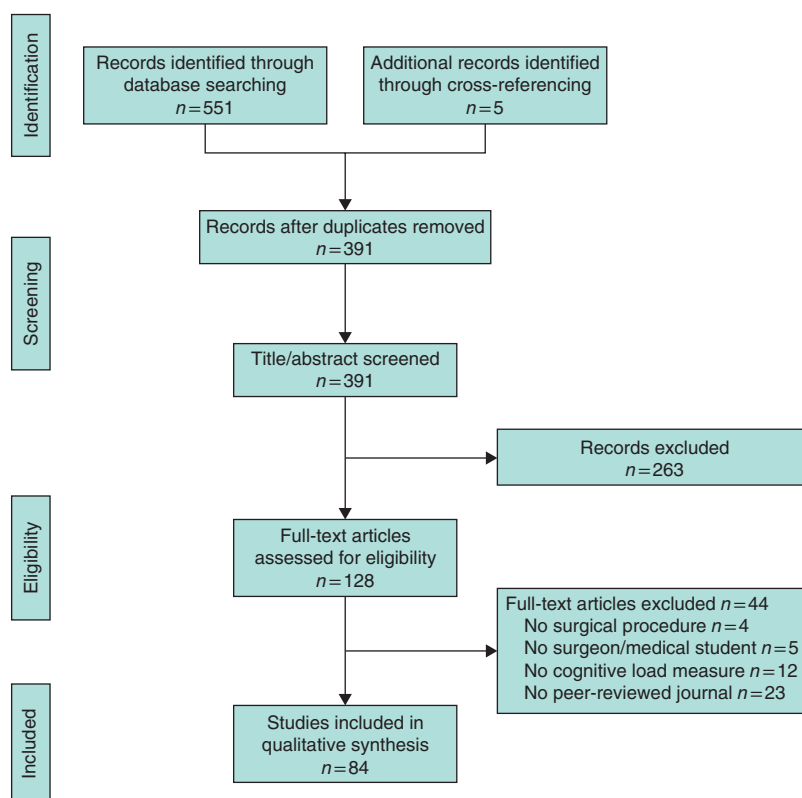 Identification
Records identified through
database searching
n=551
Additional records identified
through cross-referencing
n=5
Screening
Records after duplicates removed
n=391
Title/abstract screened
n=391
Records excluded
n=263
Eligibility
Full-text articles
assessed for eligibility
n=128
Full-text articles excluded n=44
No surgical procedure n=4
No surgeon/medical student n=5
No cognitive load measure n=12
No peer-reviewed journal n=23
Included
Studies included in
qualitative synthesis
n=84